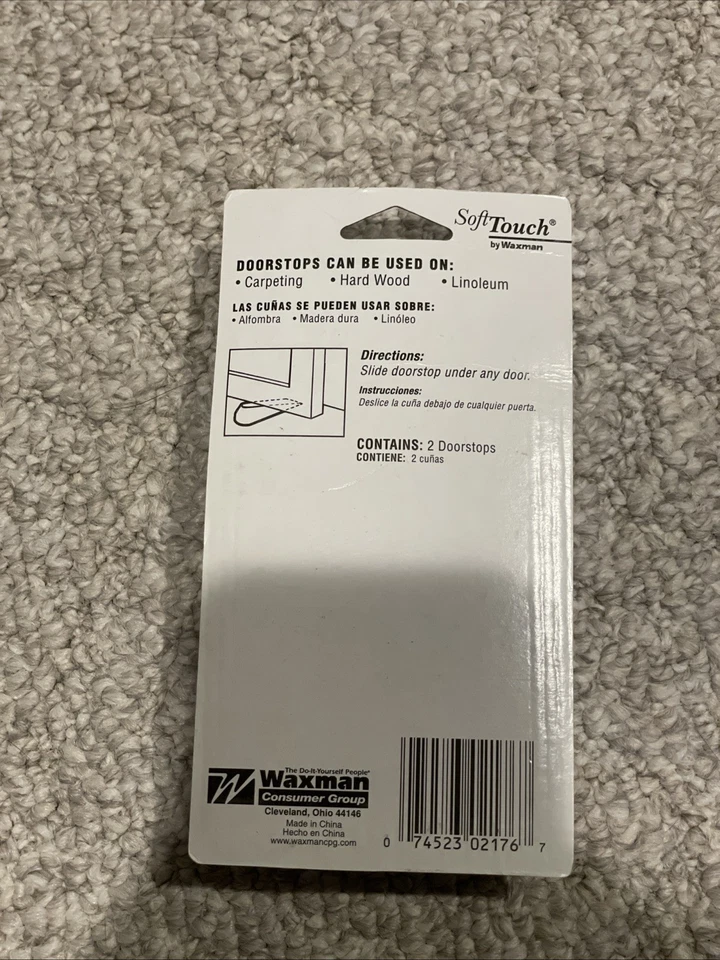 SoftTouch®
by Waxman
DOORSTOPS CAN BE USED ON:
• Carpeting • Hard Wood • Linoleum
LAS CUÑAS SE PUEDEN USAR SOBRE:
• Alfombra • Madera dura • Linóleo
Directions:
Slide doorstop under any door.
Instrucciones:
Deslice la cuña debajo de cualquier puerta.
CONTAINS: 2 Doorstops
CONTIENE: 2 cuñas
The Do-It-Yourself People®
Waxman
Consumer Group
Cleveland, Ohio 44146
Made in China
Hecho en China
www.waxmancpg.com
0 74523 02176 7